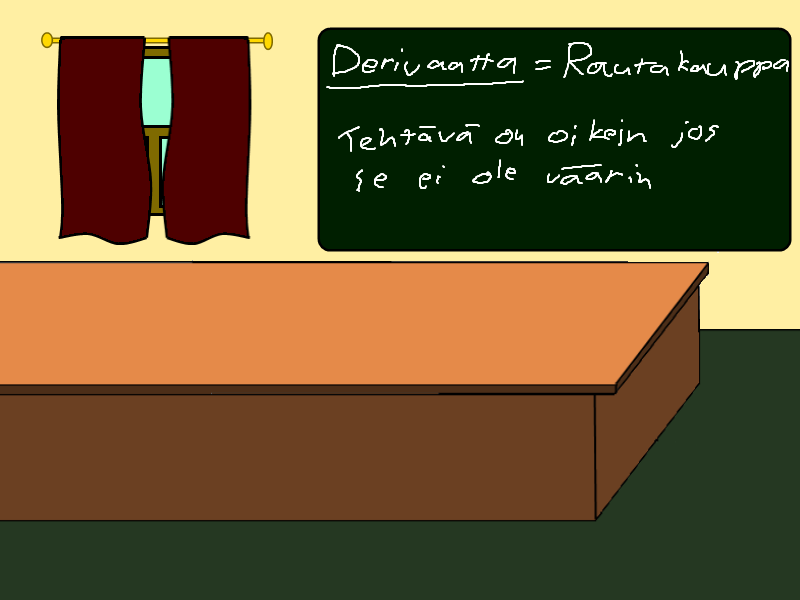 Derivaatta = Rautakauppa
Tehtävä on oikein jos
se ei ole väärin